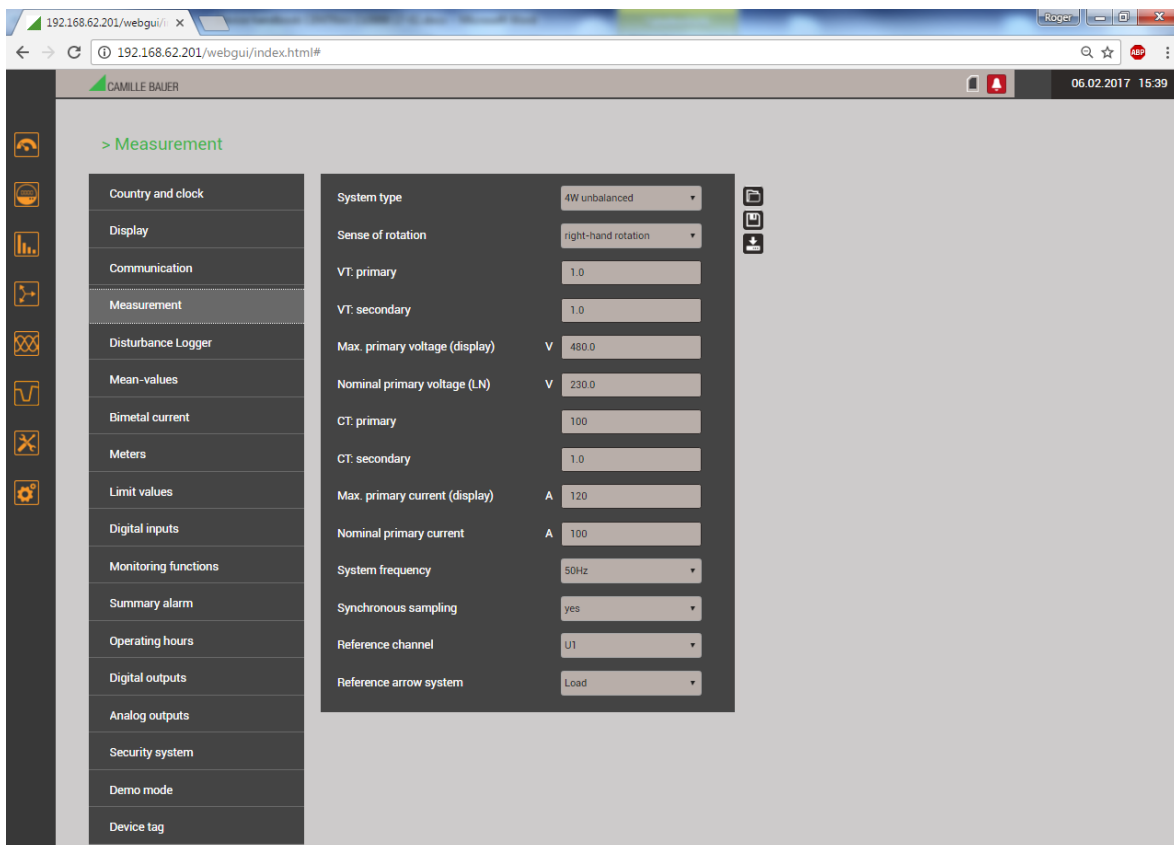 192.168.62.201/webgui/i
Roger
192.168.62.201/webgui/index.html#
ABP
CAMILLE BAUER
06.02.2017 15:39
> Measurement
Country and clock
Display
Communication
Measurement
Disturbance Logger
Mean-values
Bimetal current
Meters
Limit values
Digital inputs
Monitoring functions
Summary alarm
Operating hours
Digital outputs
Analog outputs
Security system
Demo mode
Device tag
System type 4W unbalanced
Sense of rotation right-hand rotation
VT: primary 1.0
VT: secondary 1.0
Max. primary voltage (display) V 480.0
Nominal primary voltage (LN) V 230.0
CT: primary 100
CT: secondary 1.0
Max. primary current (display) A 120
Nominal primary current A 100
System frequency 50Hz
Synchronous sampling yes
Reference channel U1
Reference arrow system Load